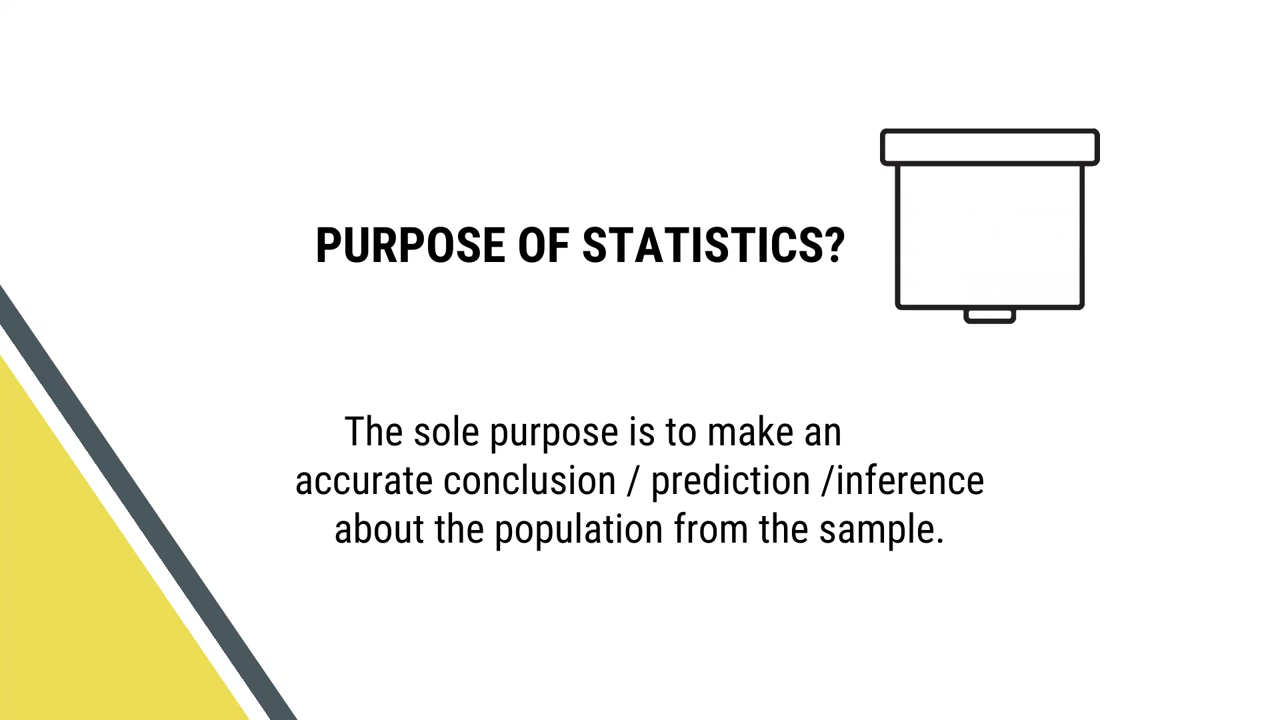 PURPOSE OF STATISTICS?
The sole purpose is to make an
accurate conclusion / prediction /inference
about the population from the sample.